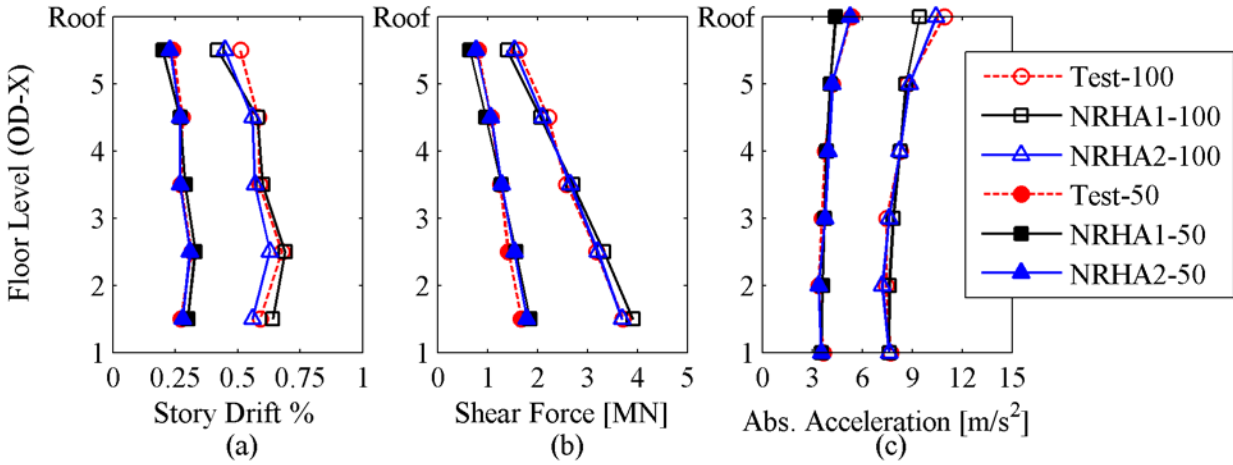 Floor Level (OD-X)
Roof
5
4
3
2
1
0
0.25
0.5
0.75
1
Story Drift %
(a)
Roof
5
4
3
2
1
0
1
2
3
4
5
Shear Force [MN]
(b)
Roof
5
4
3
2
1
0
3
6
9
12
15
Abs. Acceleration [m/s²]
(c)
Test-100
NRHA1-100
NRHA2-100
Test-50
NRHA1-50
NRHA2-50